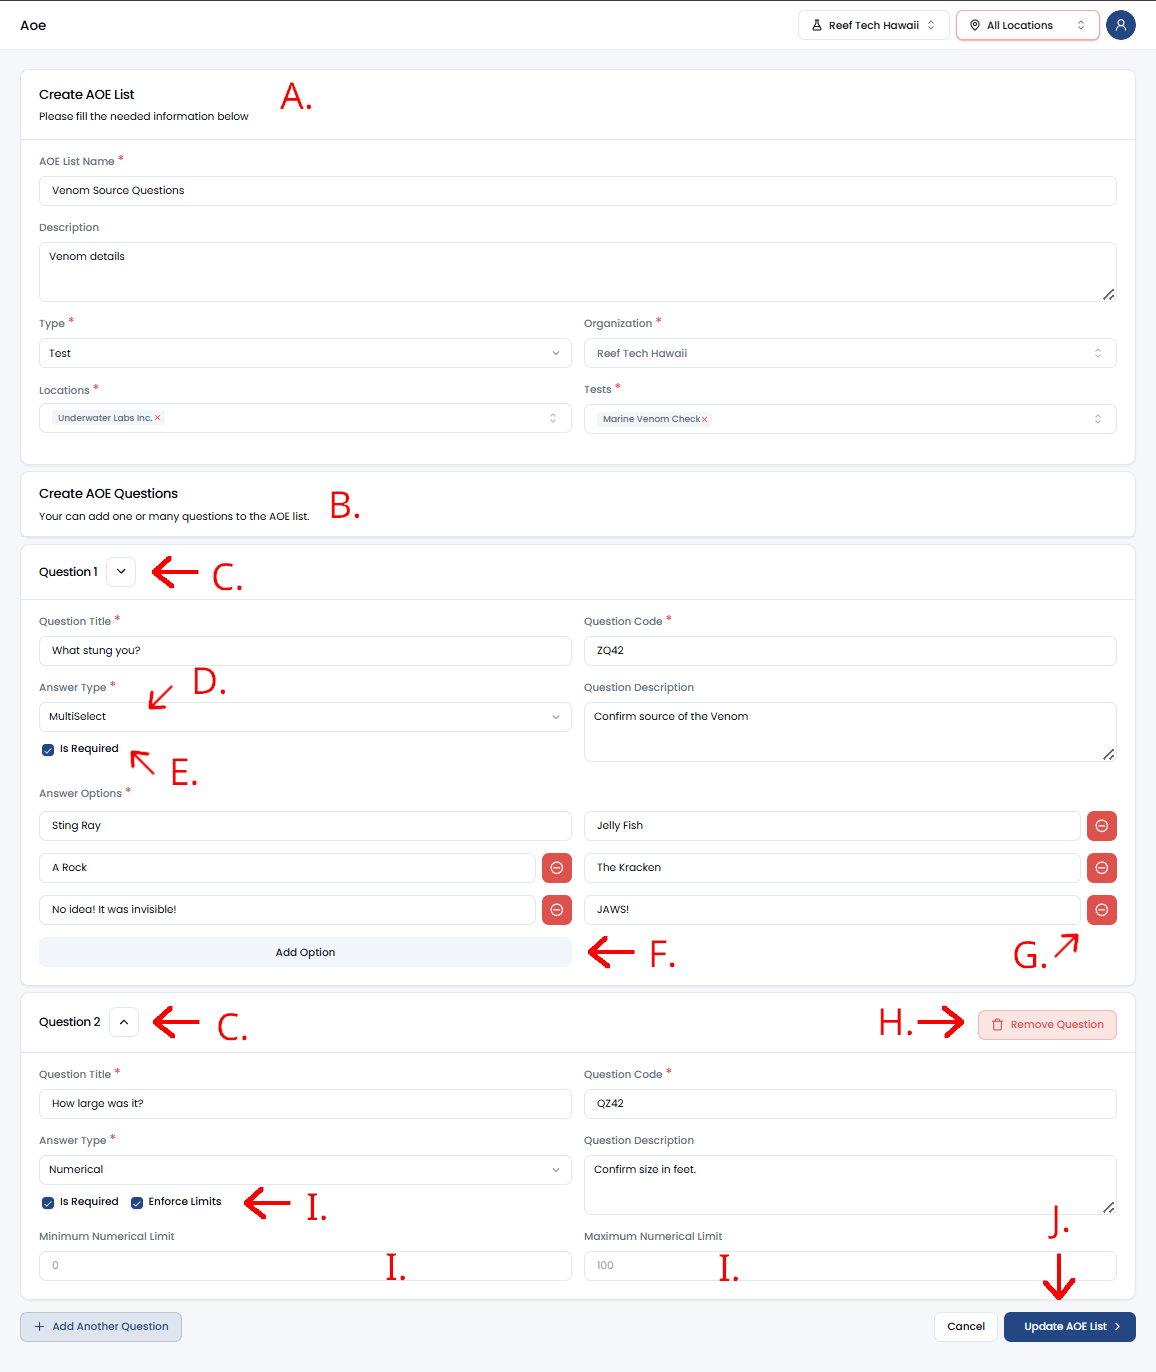 Aoe
Reef Tech Hawaii
All Locations
Create AOE List
A.
Please fill the needed information below
AOE List Name *
Venom Source Questions
Description
Venom details
Type *
Organization *
Test
Reef Tech Hawaii
Locations *
Tests *
Underwater Labs Inc. ×
Marine Venom Check ×
Create AOE Questions
B.
Your can add one or many questions to the AOE list.
Question 1
C.
Question Title *
Question Code *
What stung you?
ZQ42
D.
Answer Type *
Question Description
MultiSelect
Confirm source of the Venom
Is Required
E.
Answer Options *
Sting Ray
Jelly Fish
A Rock
The Kracken
No idea! It was invisible!
JAWS!
Add Option
F.
G.
Question 2
C.
H.
Remove Question
Question Title *
Question Code *
How large was it?
QZ42
Answer Type *
Question Description
Numerical
Confirm size in feet.
Is Required
Enforce Limits
I.
J.
Minimum Numerical Limit
Maximum Numerical Limit
0
I.
100
I.
+ Add Another Question
Cancel
Update AOE List >